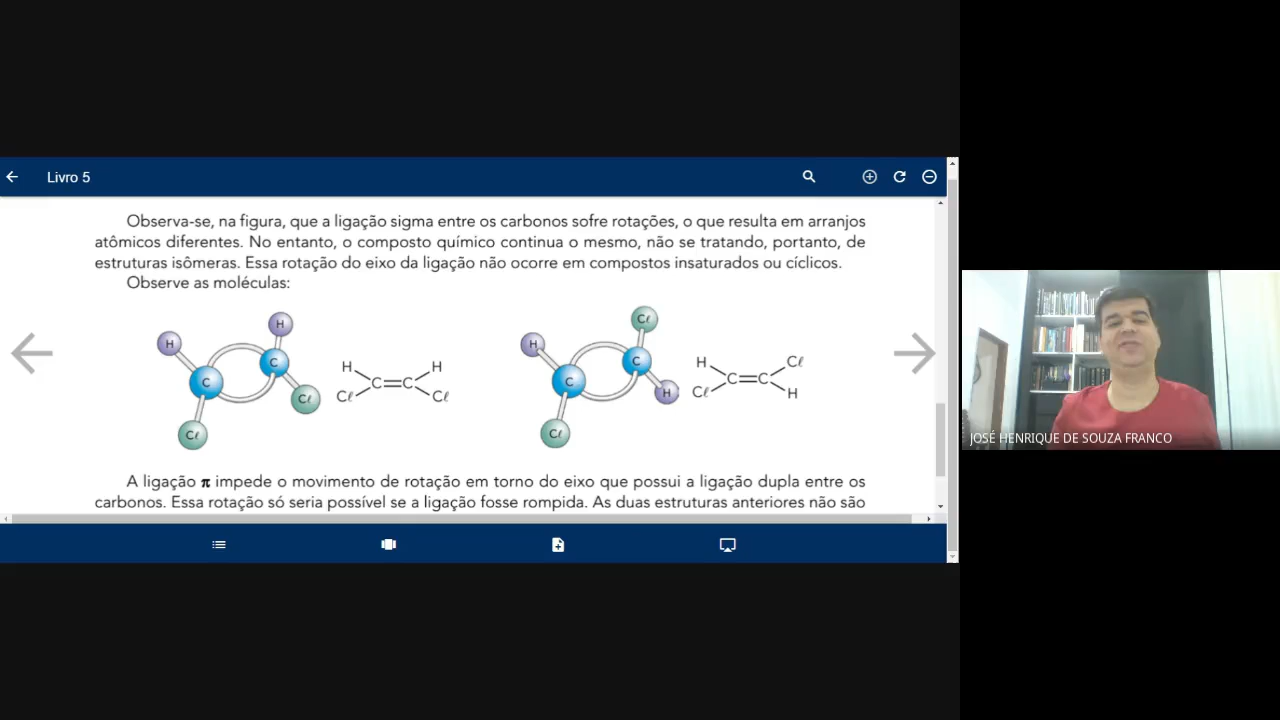 Livro 5
Observa-se, na figura, que a ligação sigma entre os carbonos sofre rotações, o que resulta em arranjos
atômicos diferentes. No entanto, o composto químico continua o mesmo, não se tratando, portanto, de
estruturas isômeras. Essa rotação do eixo da ligação não ocorre em compostos insaturados ou cíclicos.
Observe as moléculas:
H H C C Cℓ Cℓ
H H
C=C
Cℓ Cℓ
H Cℓ C C H Cℓ
H Cℓ
C=C
Cℓ H
A ligação π impede o movimento de rotação em torno do eixo que possui a ligação dupla entre os
carbonos. Essa rotação só seria possível se a ligação fosse rompida. As duas estruturas anteriores não são
JOSÉ HENRIQUE DE SOUZA FRANCO